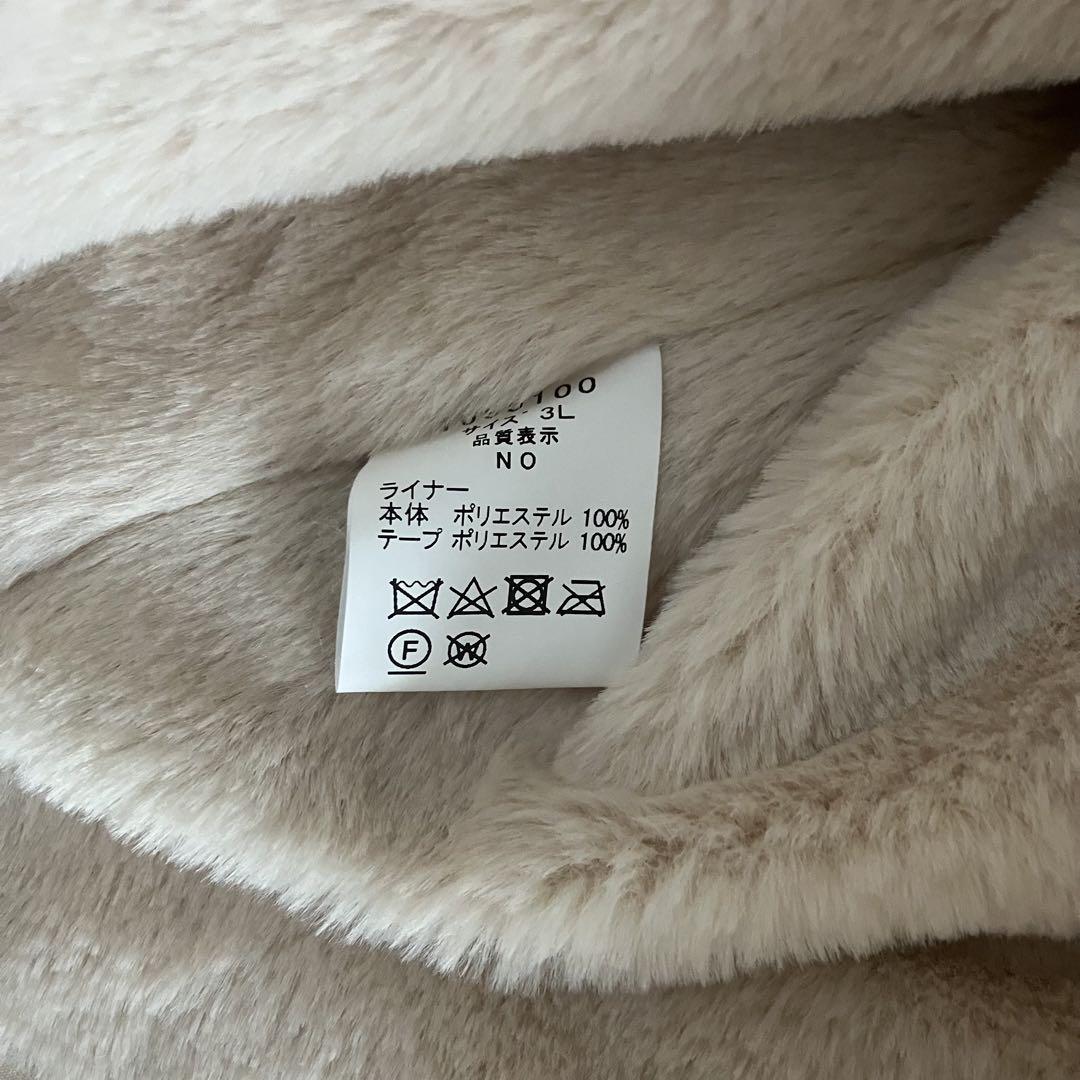 サイズ 3L
品質表示
NO
ライナー
本体 ポリエステル 100%
テープ ポリエステル 100%
F W